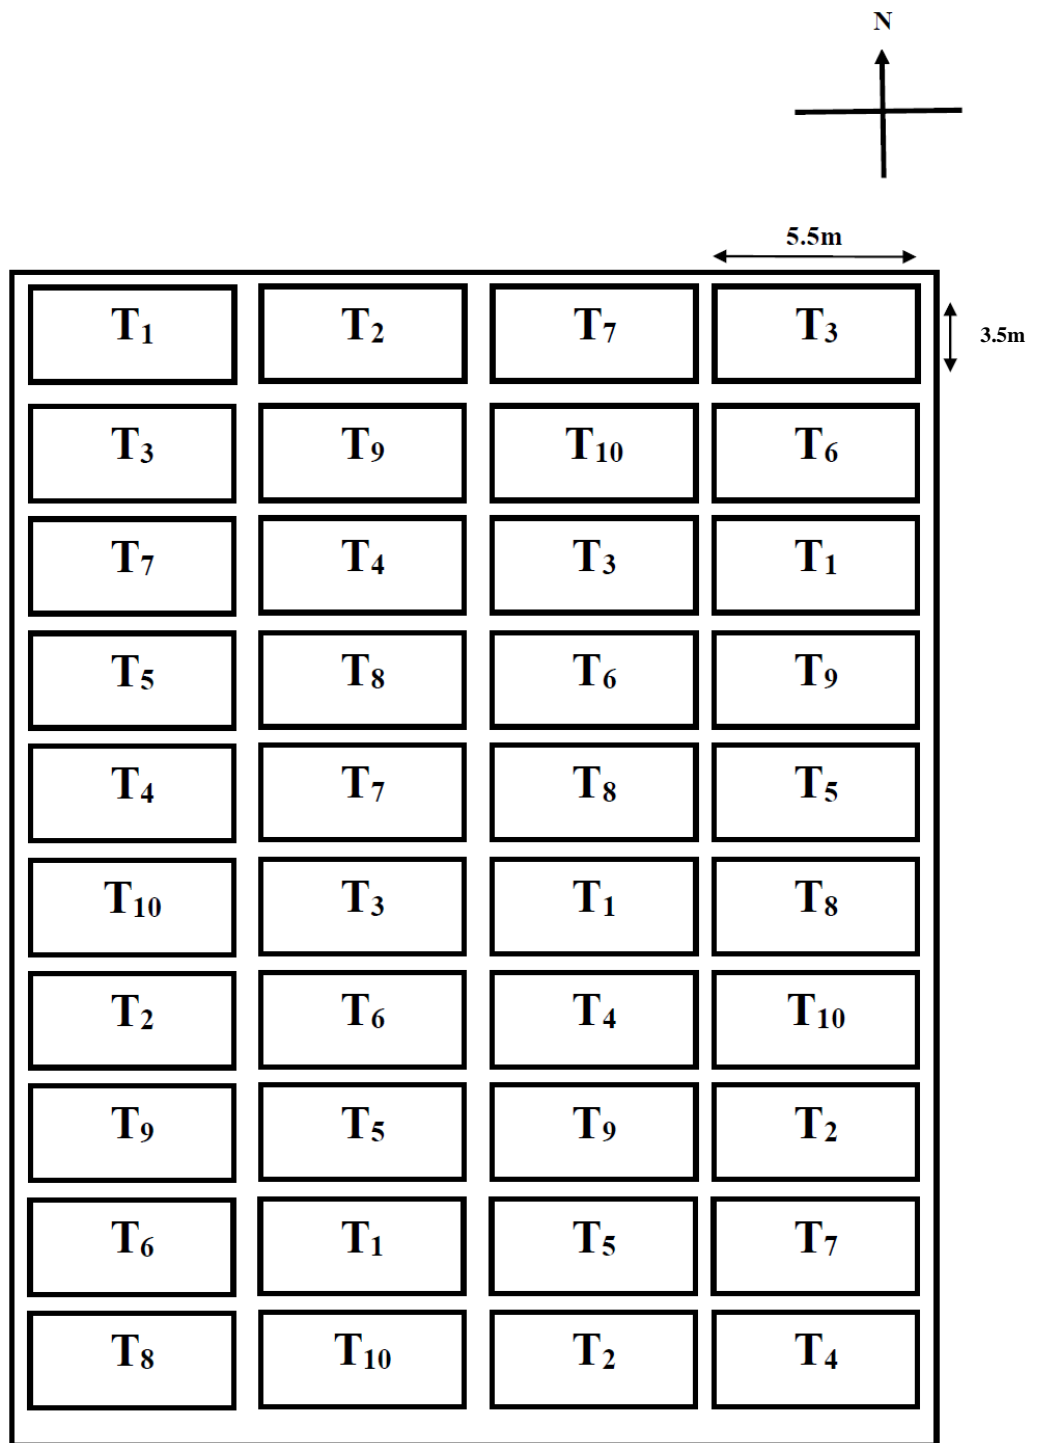 N
5.5m
T₁ T₂ T₇ T₃
3.5m
T₃ T₉ T₁₀ T₆
T₇ T₄ T₃ T₁
T₅ T₈ T₆ T₉
T₄ T₇ T₈ T₅
T₁₀ T₃ T₁ T₈
T₂ T₆ T₄ T₁₀
T₉ T₅ T₉ T₂
T₆ T₁ T₅ T₇
T₈ T₁₀ T₂ T₄